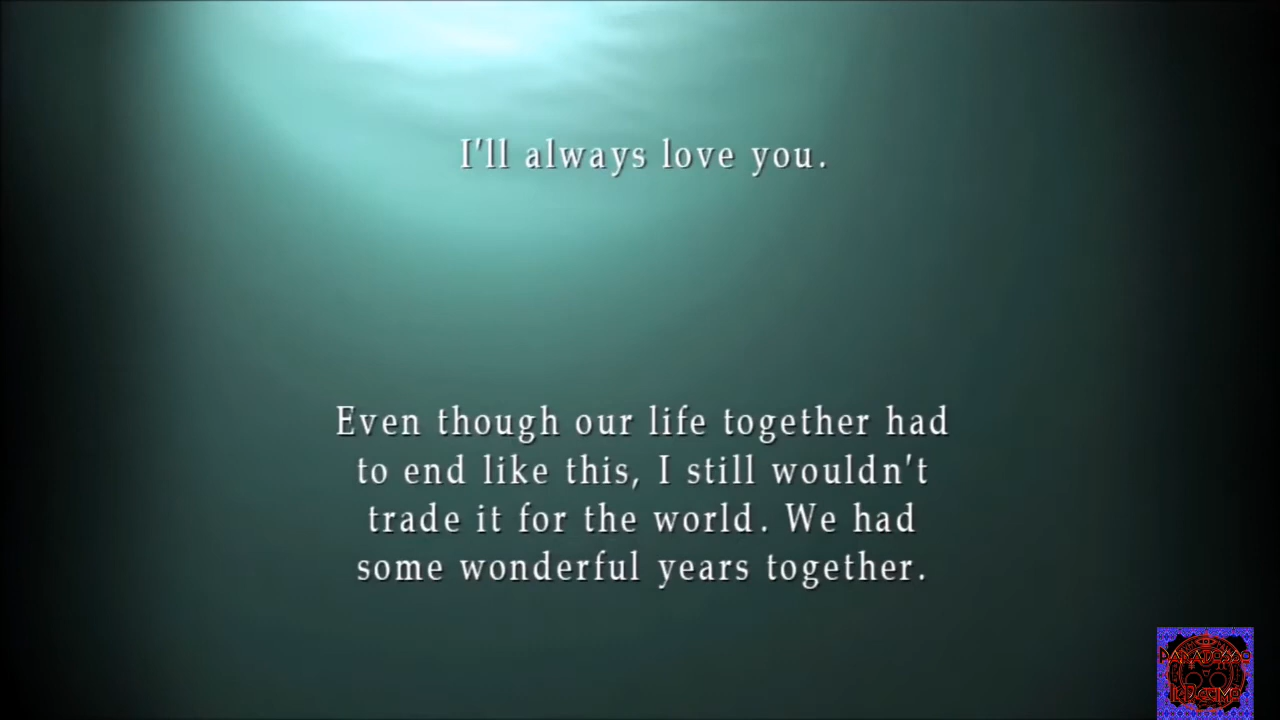 I'll always love you.
Even though our life together had
to end like this, I still wouldn't
trade it for the world. We had
some wonderful years together.